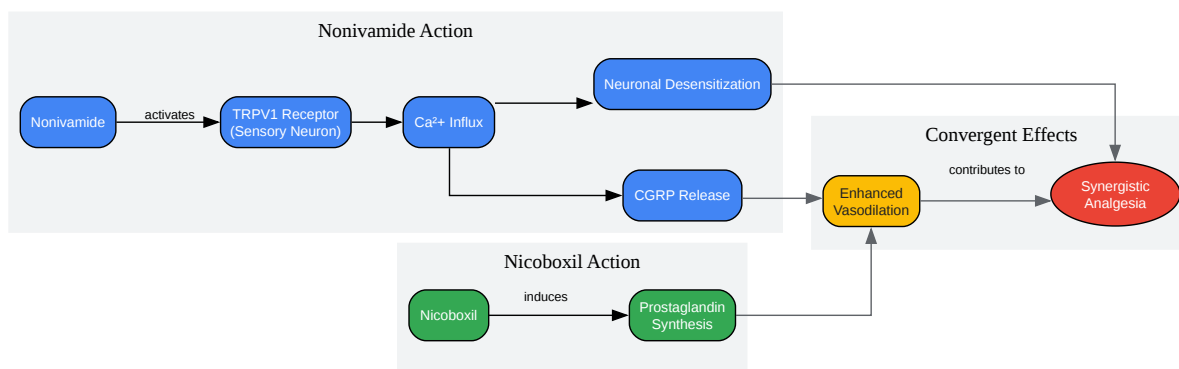 Nonivamide Action
Nonivamide
activates
TRPV1 Receptor
(Sensory Neuron)
Ca²+ Influx
Neuronal Desensitization
CGRP Release
Convergent Effects
Enhanced
Vasodilation
contributes to
Synergistic
Analgesia
Nicoboxil Action
Nicoboxil
induces
Prostaglandin
Synthesis